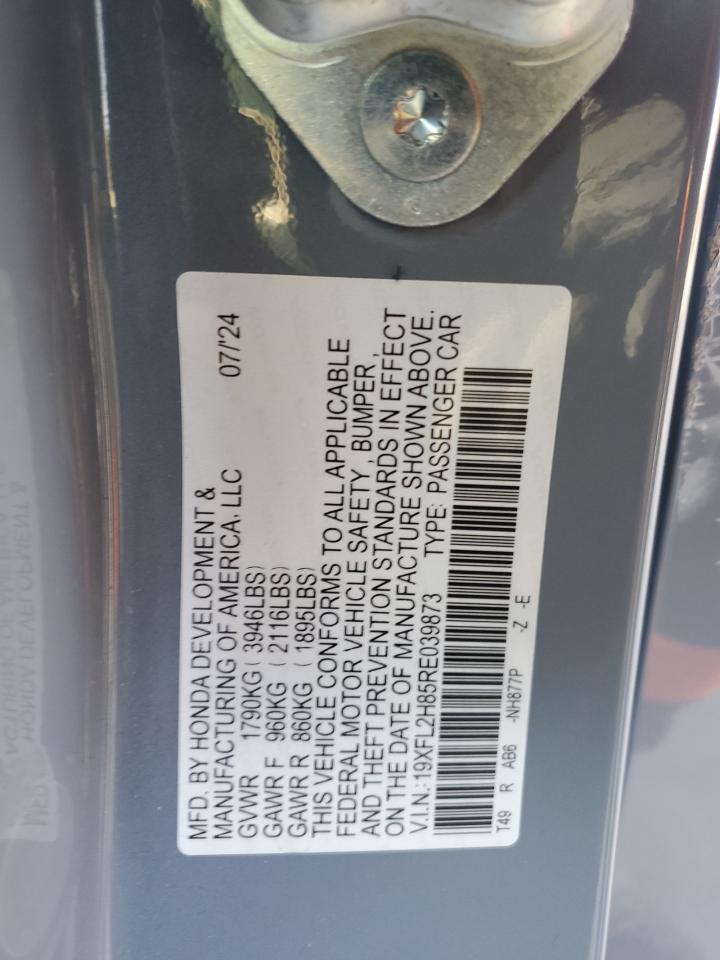 MFD. BY HONDA DEVELOPMENT &
MANUFACTURING OF AMERICA, LLC 07/'24
GVWR 1790KG ( 3946LBS)
GAWR F 960KG ( 2116LBS)
GAWR R 860KG ( 1895LBS)
THIS VEHICLE CONFORMS TO ALL APPLICABLE
FEDERAL MOTOR VEHICLE SAFETY, BUMPER,
AND THEFT PREVENTION STANDARDS IN EFFECT
ON THE DATE OF MANUFACTURE SHOWN ABOVE.
V.I.N.:19XFL2H85RE039873 TYPE: PASSENGER CAR
T49 R AB6 -NH877P -Z -E